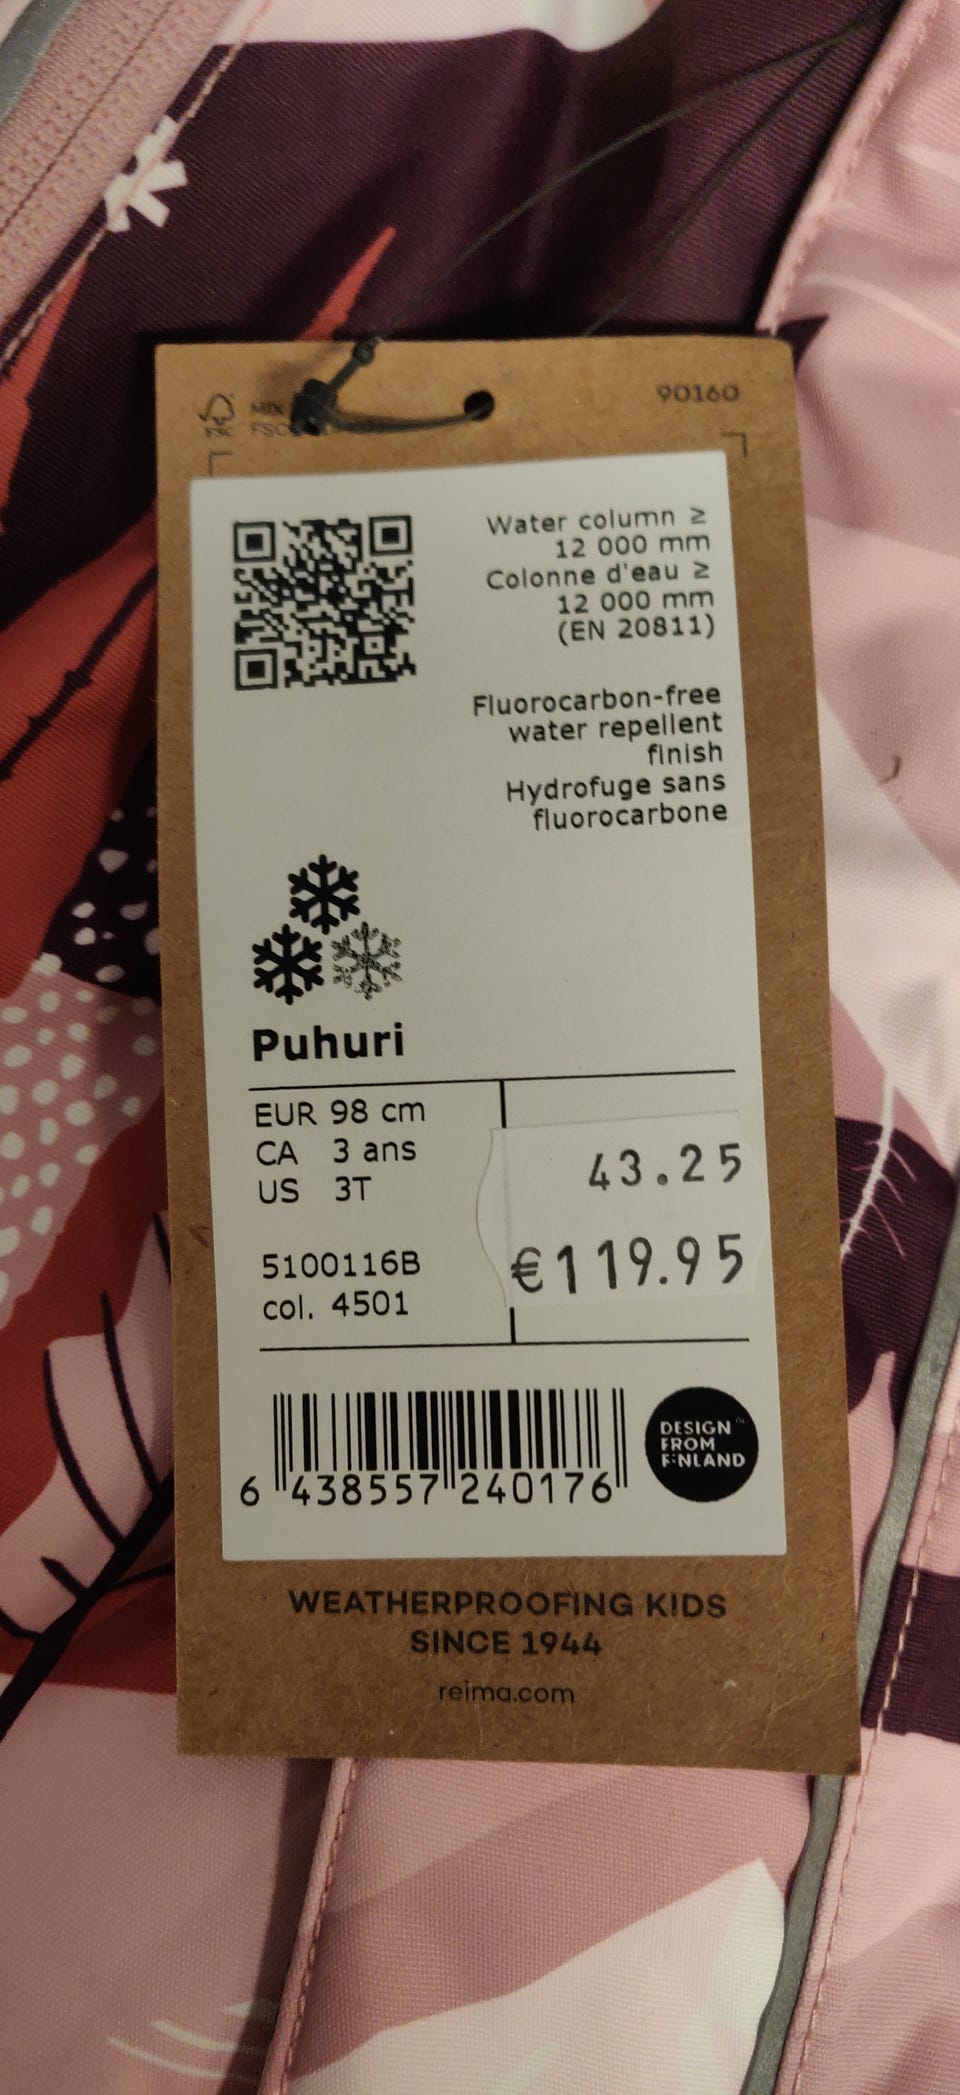 MIX
FSC
90160
Water column ≥
12 000 mm
Colonne d'eau ≥
12 000 mm
(EN 20811)
Fluorocarbon-free
water repellent
finish
Hydrofuge sans
fluorocarbone
Puhuri
EUR 98 cm
CA 3 ans
US 3T
43.25
€119.95
5100116B
col. 4501
6 438557 240176
DESIGN
FROM
FINLAND
WEATHERPROOFING KIDS
SINCE 1944
reima.com